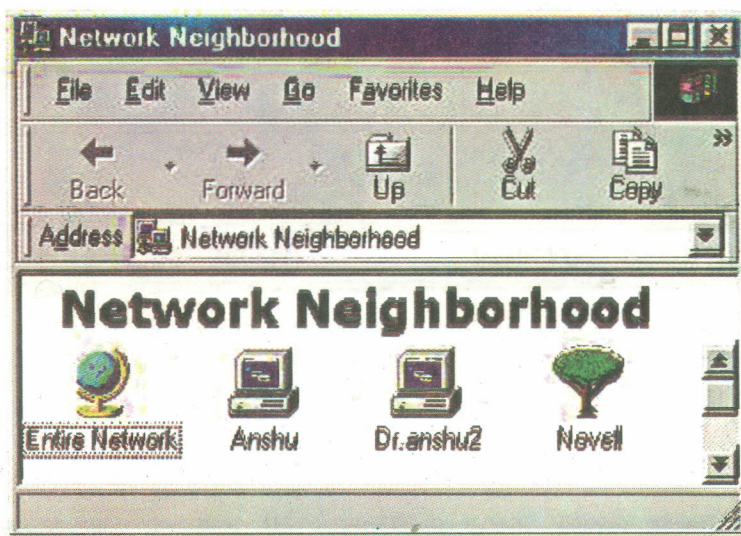 Network Neighborhood
File Edit View Go Favorites Help
Back Forward Up Cut Copy »
Address Network Neighborhood
Network Neighborhood
Entire Network Anshu Dr.anshu2 Novell